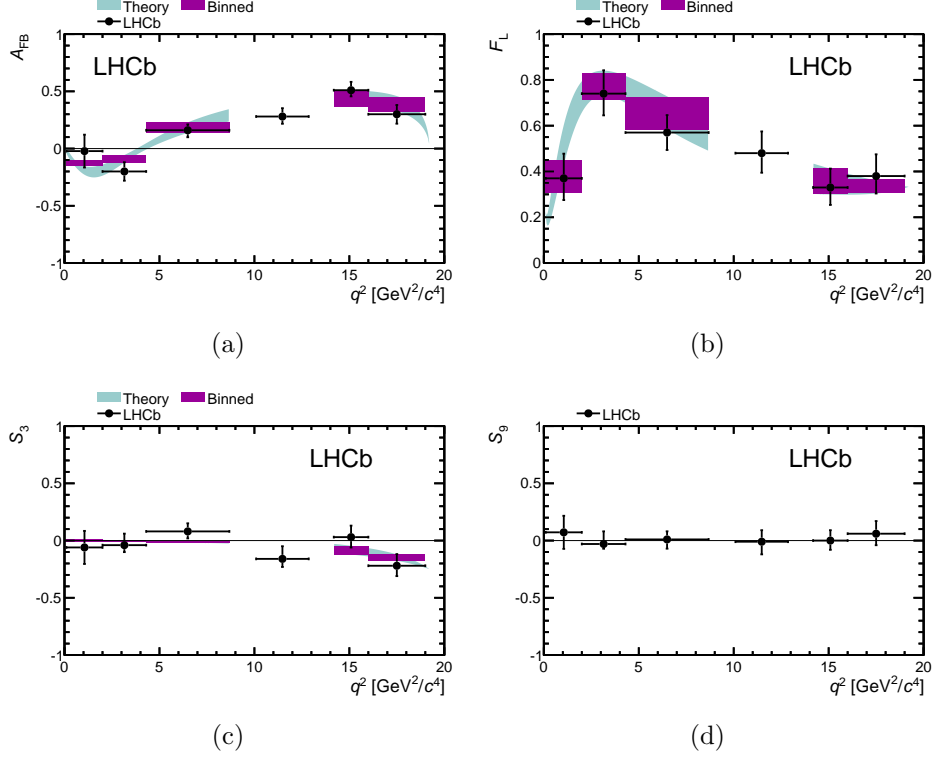 Theory Binned
LHCb
A_FB
LHCb
1
0.5
0
-0.5
-1
0 5 10 15 20
q² [GeV²/c⁴]
(a)
Theory Binned
LHCb
F_L
LHCb
1
0.8
0.6
0.4
0.2
0
0 5 10 15 20
q² [GeV²/c⁴]
(b)
Theory Binned
LHCb
S_3
LHCb
1
0.5
0
-0.5
-1
0 5 10 15 20
q² [GeV²/c⁴]
(c)
LHCb
S_9
LHCb
1
0.5
0
-0.5
-1
0 5 10 15 20
q² [GeV²/c⁴]
(d)